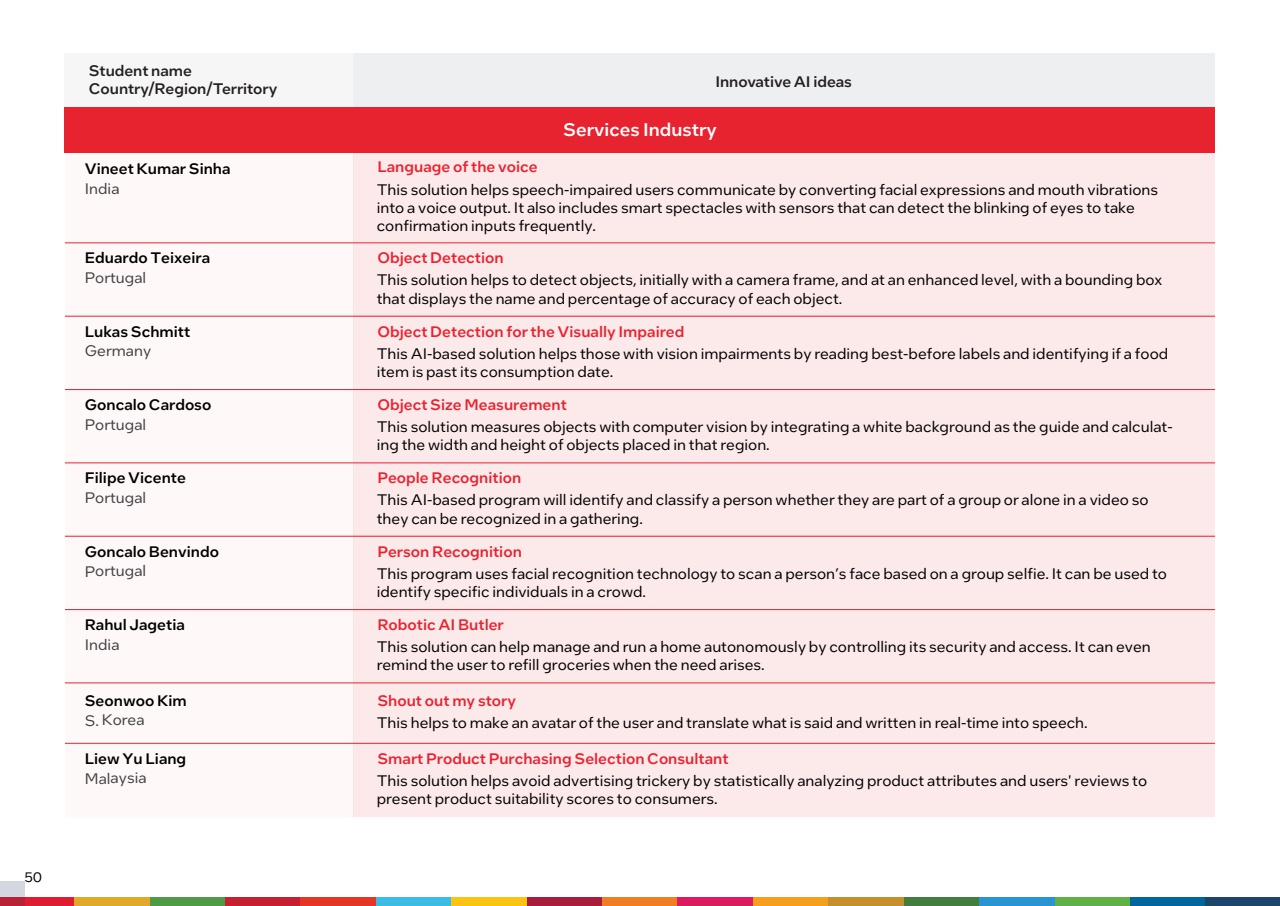 Student name
Country/Region/Territory
Innovative AI ideas
Services Industry
Vineet Kumar Sinha
India
Language of the voice
This solution helps speech-impaired users communicate by converting facial expressions and mouth vibrations
into a voice output. It also includes smart spectacles with sensors that can detect the blinking of eyes to take
confirmation inputs frequently.
Eduardo Teixeira
Portugal
Object Detection
This solution helps to detect objects, initially with a camera frame, and at an enhanced level, with a bounding box
that displays the name and percentage of accuracy of each object.
Lukas Schmitt
Germany
Object Detection for the Visually Impaired
This AI-based solution helps those with vision impairments by reading best-before labels and identifying if a food
item is past its consumption date.
Goncalo Cardoso
Portugal
Object Size Measurement
This solution measures objects with computer vision by integrating a white background as the guide and calculat-
ing the width and height of objects placed in that region.
Filipe Vicente
Portugal
People Recognition
This AI-based program will identify and classify a person whether they are part of a group or alone in a video so
they can be recognized in a gathering.
Goncalo Benvindo
Portugal
Person Recognition
This program uses facial recognition technology to scan a person's face based on a group selfie. It can be used to
identify specific individuals in a crowd.
Rahul Jagetia
India
Robotic AI Butler
This solution can help manage and run a home autonomously by controlling its security and access. It can even
remind the user to refill groceries when the need arises.
Seonwoo Kim
S. Korea
Shout out my story
This helps to make an avatar of the user and translate what is said and written in real-time into speech.
Liew Yu Liang
Malaysia
Smart Product Purchasing Selection Consultant
This solution helps avoid advertising trickery by statistically analyzing product attributes and users' reviews to
present product suitability scores to consumers.
50